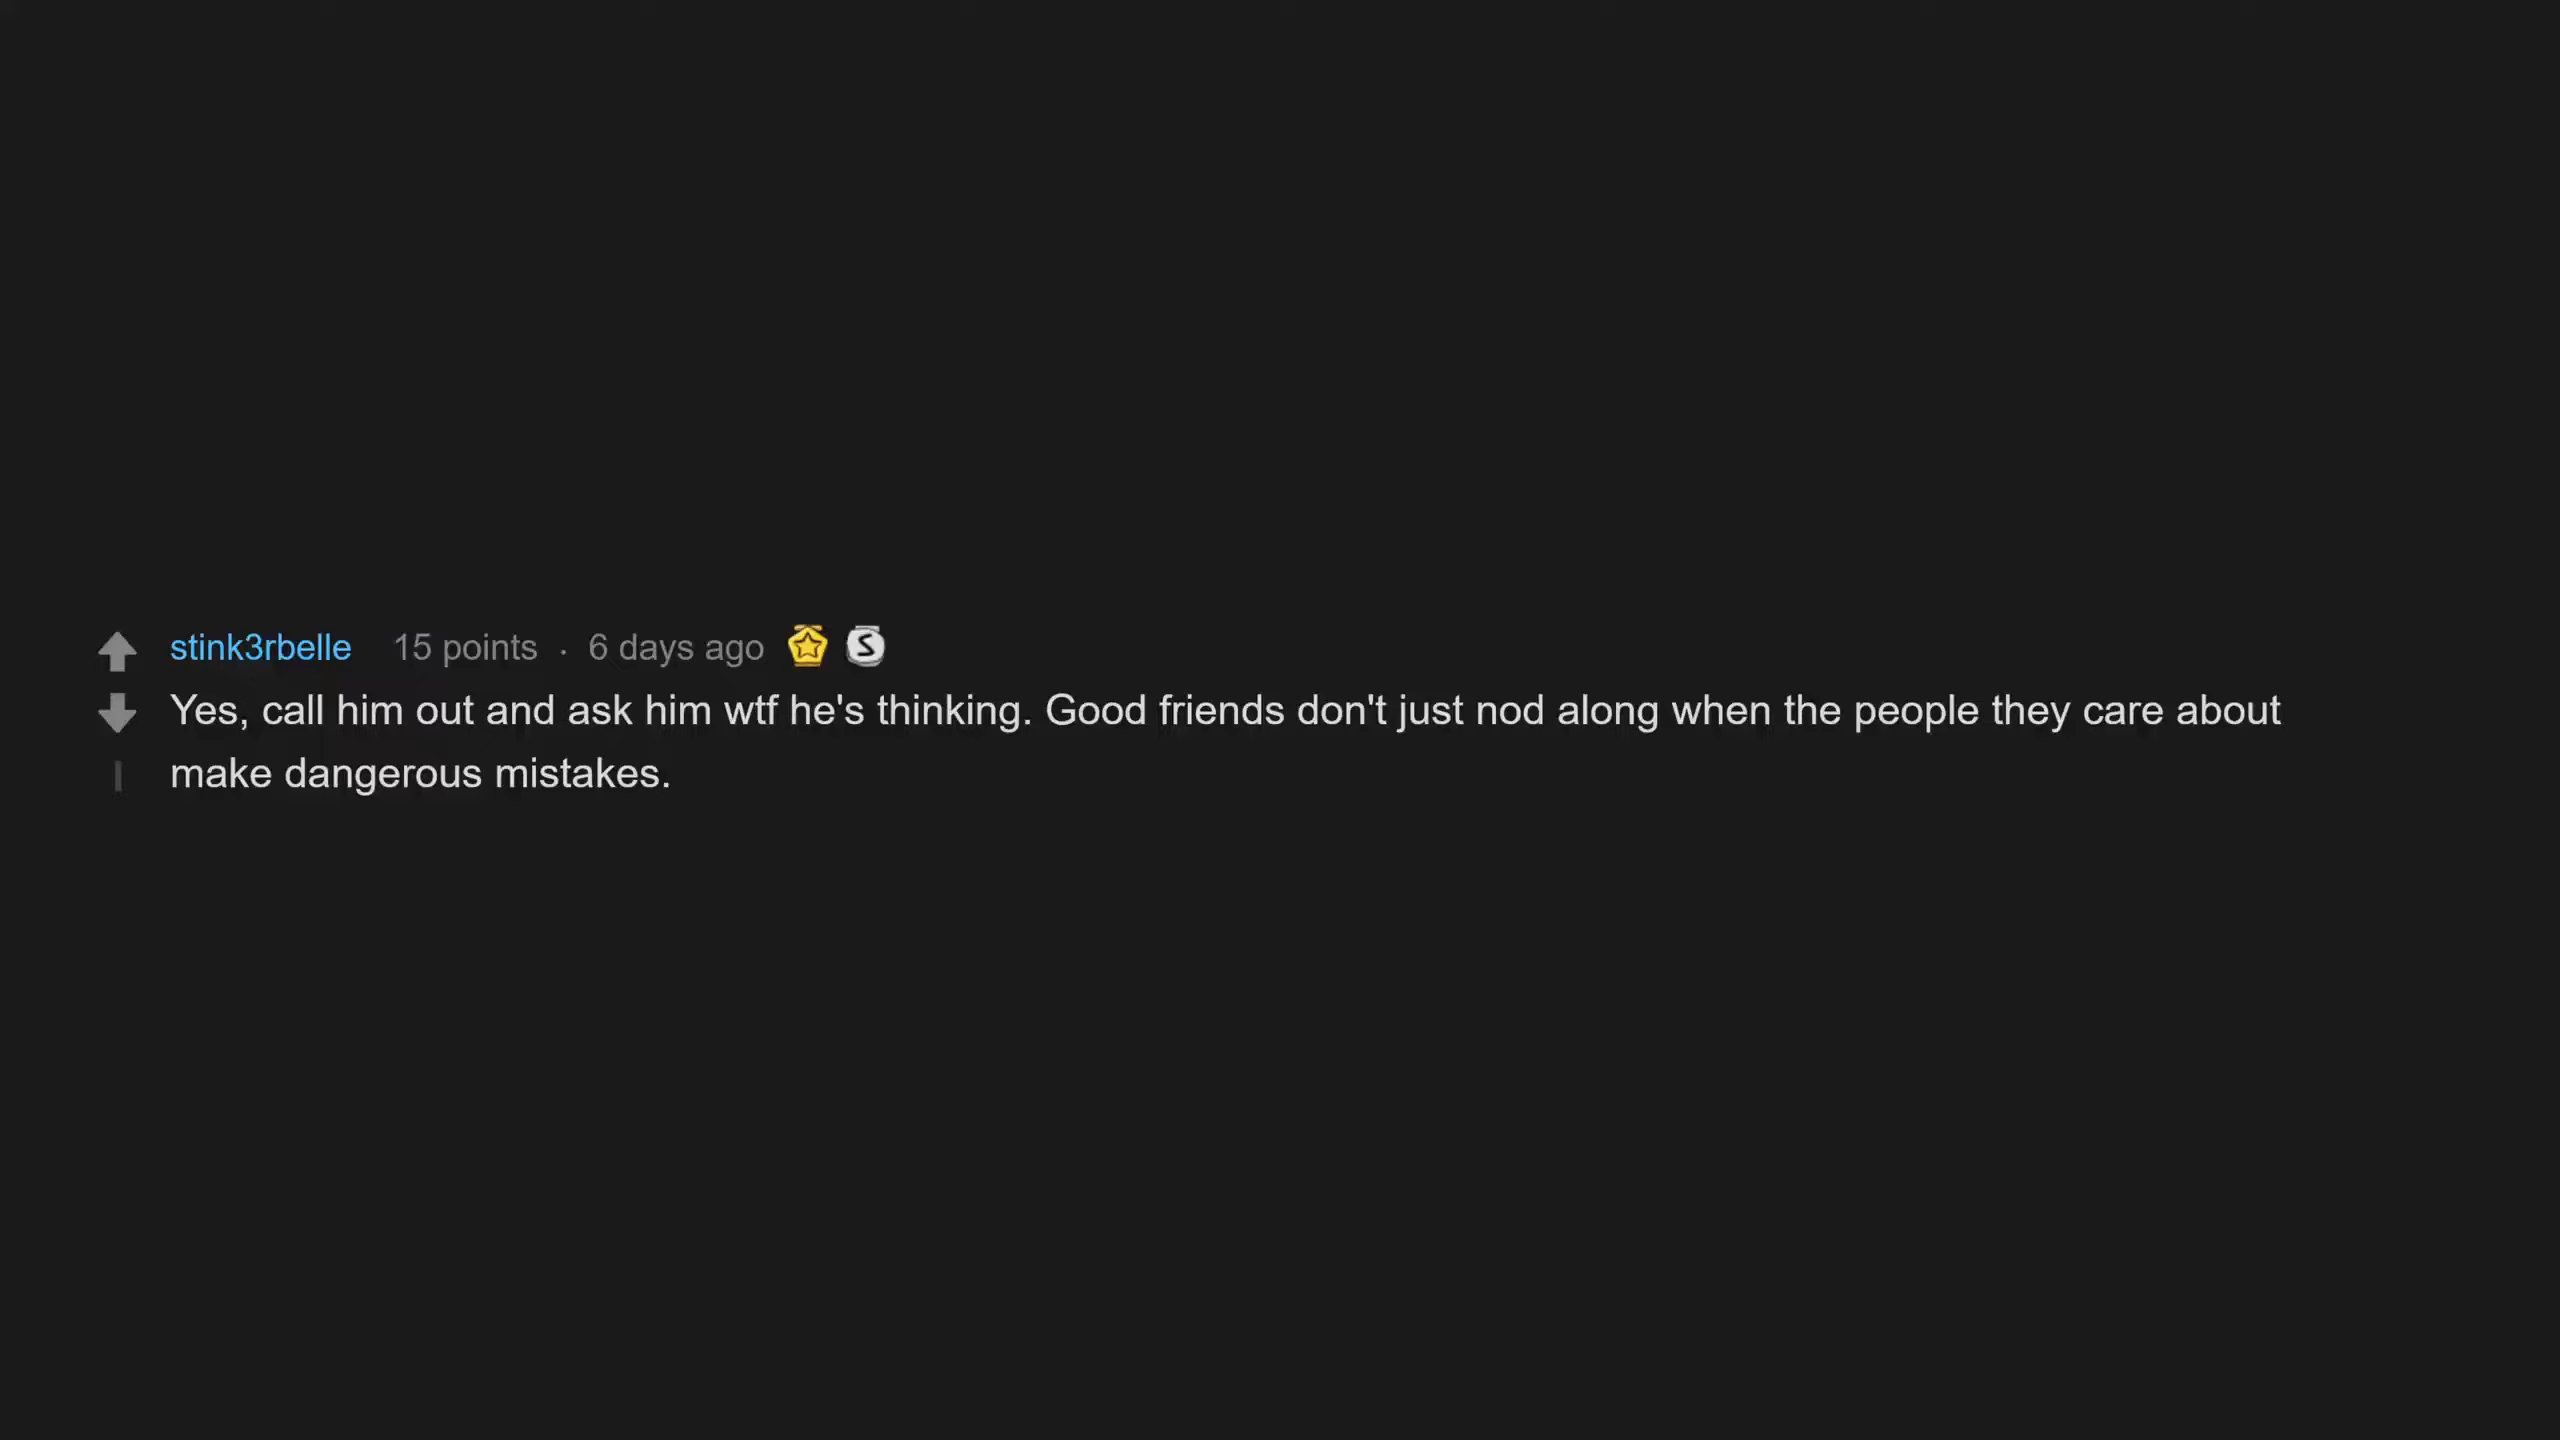 stink3rbelle 15 points · 6 days ago S
Yes, call him out and ask him wtf he's thinking. Good friends don't just nod along when the people they care about
make dangerous mistakes.